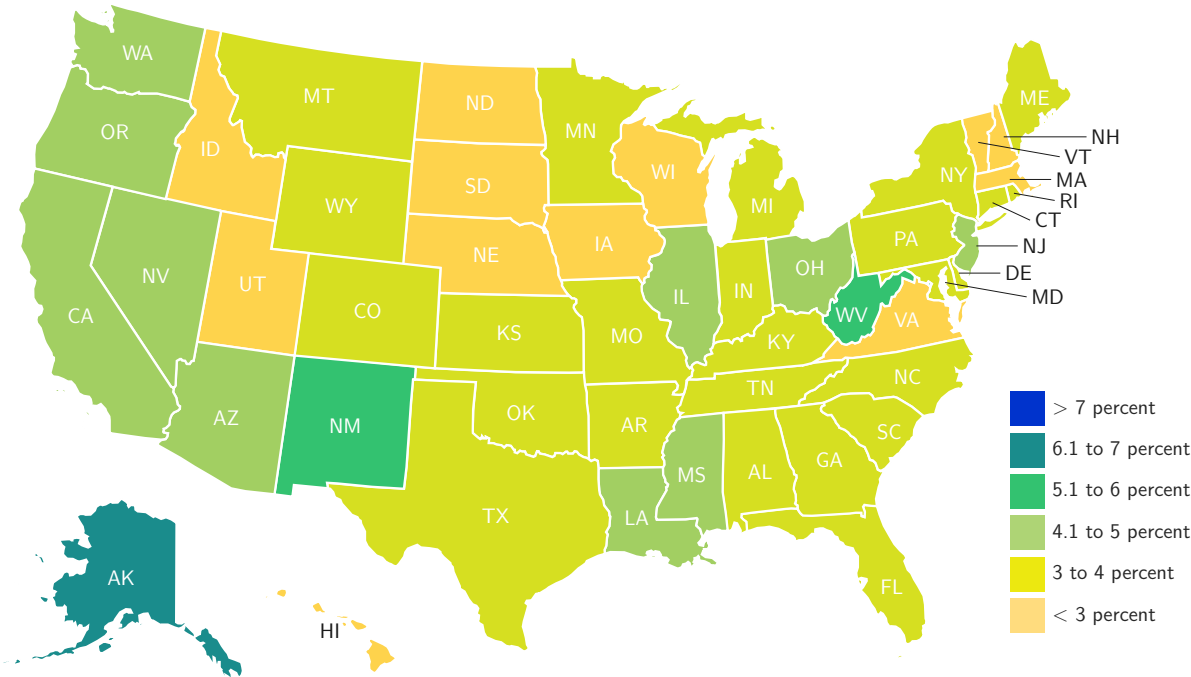 WA
ME
MT
ND
OR
MN
NH
ID
VT
WI
NY
MA
SD
RI
WY
MI
CT
PA
IA
NJ
NE
OH
DE
NV
UT
IL
IN
MD
CO
WV
CA
VA
KS
MO
KY
NC
TN
> 7 percent
OK
AZ
NM
AR
SC
6.1 to 7 percent
GA
AL
MS
5.1 to 6 percent
TX
LA
4.1 to 5 percent
3 to 4 percent
AK
FL
< 3 percent
HI